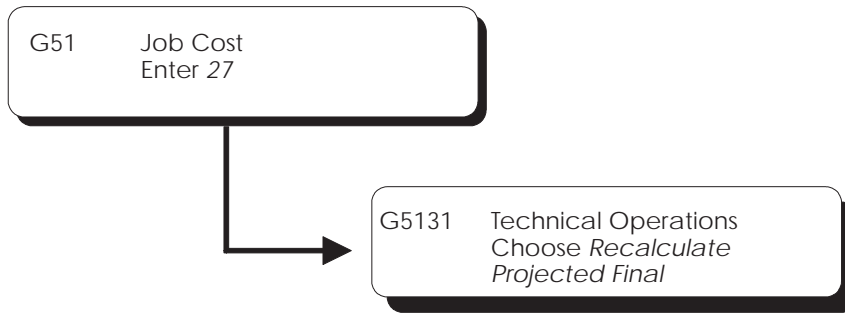 G51 Job Cost
Enter 27
G5131 Technical Operations
Choose Recalculate
Projected Final